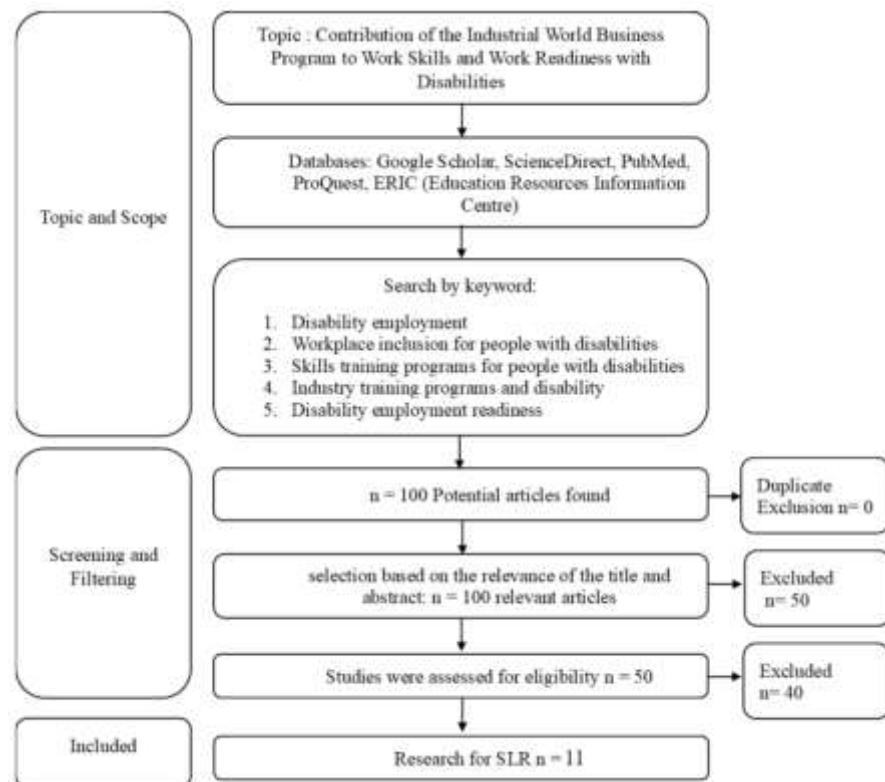 Topic and Scope
Topic : Contribution of the Industrial World Business
Program to Work Skills and Work Readiness with
Disabilities
Databases: Google Scholar, ScienceDirect, PubMed,
ProQuest, ERIC (Education Resources Information
Centre)
Search by keyword:
1. Disability employment
2. Workplace inclusion for people with disabilities
3. Skills training programs for people with disabilities
4. Industry training programs and disability
5. Disability employment readiness
Screening and
Filtering
n = 100 Potential articles found
Duplicate
Exclusion n= 0
selection based on the relevance of the title and
abstract: n = 100 relevant articles
Excluded
n= 50
Studies were assessed for eligibility n = 50
Excluded
n= 40
Included
Research for SLR n = 11